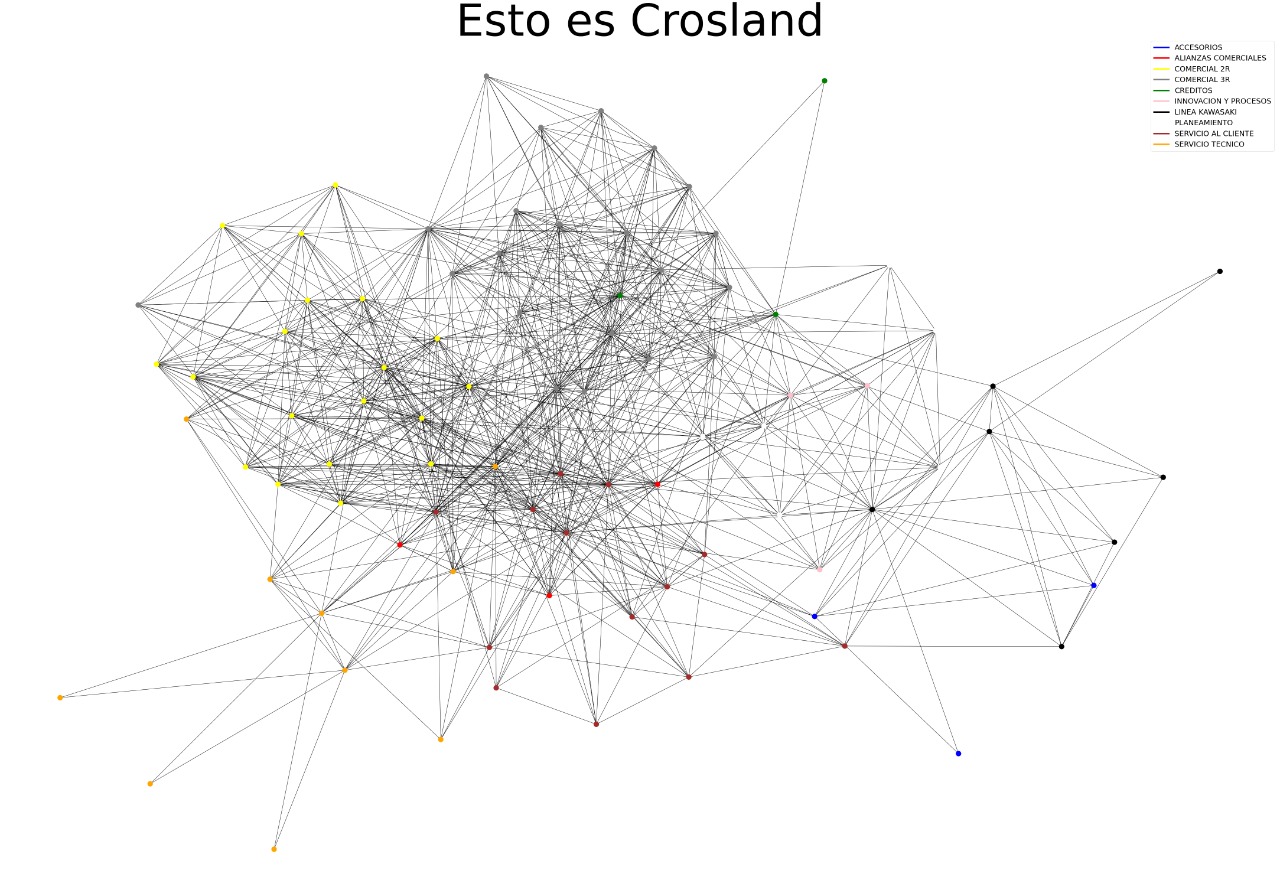 Esto es Crosland
ACCESORIOS
ALIANZAS COMERCIALES
COMERCIAL 2R
COMERCIAL 3R
CREDITOS
INNOVACION Y PROCESOS
LINEA KAWASAKI
PLANEAMIENTO
SERVICIO AL CLIENTE
SERVICIO TECNICO